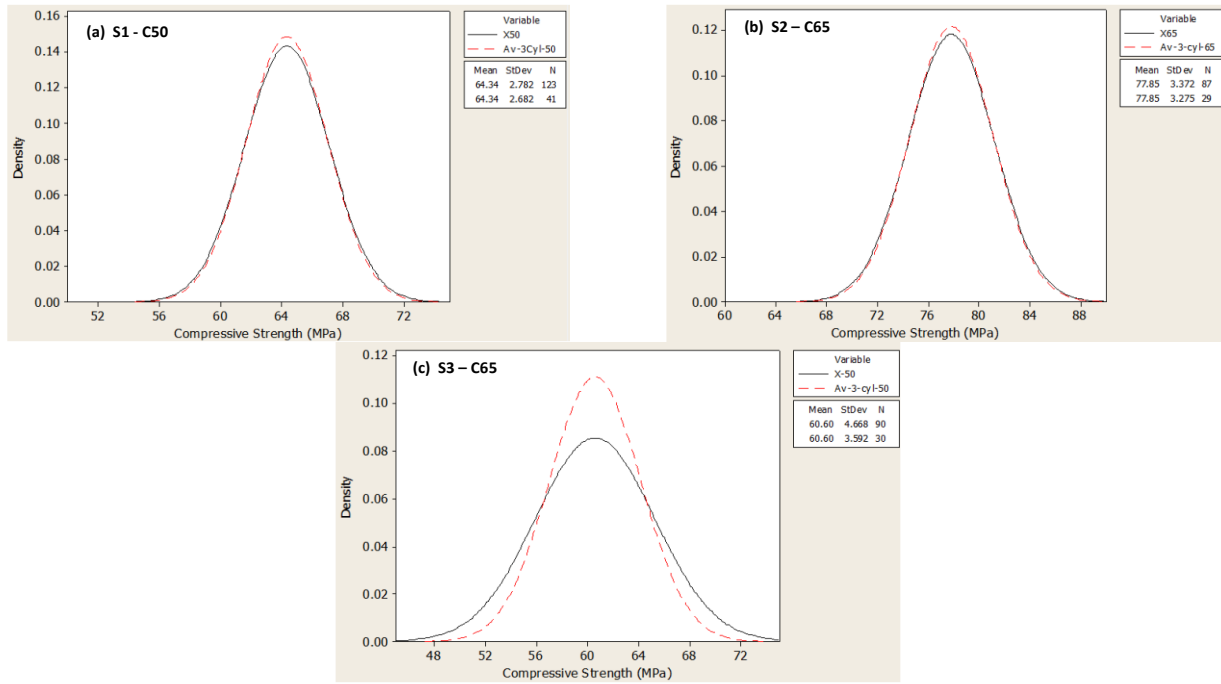 (a) S1 - C50
0.16
0.14
0.12
0.10
0.08
0.06
0.04
0.02
0.00
Density
52 56 60 64 68 72
Compressive Strength (MPa)
Variable
X50
Av-3Cyl-50
Mean StDev N
64.34 2.782 123
64.34 2.682 41
(b) S2 – C65
0.12
0.10
0.08
0.06
0.04
0.02
0.00
Density
60 64 68 72 76 80 84 88
Compressive Strength (MPa)
Variable
X65
Av-3-cyl-65
Mean StDev N
77.85 3.372 87
77.85 3.275 29
(c) S3 – C65
0.12
0.10
0.08
0.06
0.04
0.02
0.00
Density
48 52 56 60 64 68 72
Compressive Strength (MPa)
Variable
X-50
Av-3-cyl-50
Mean StDev N
60.60 4.668 90
60.60 3.592 30